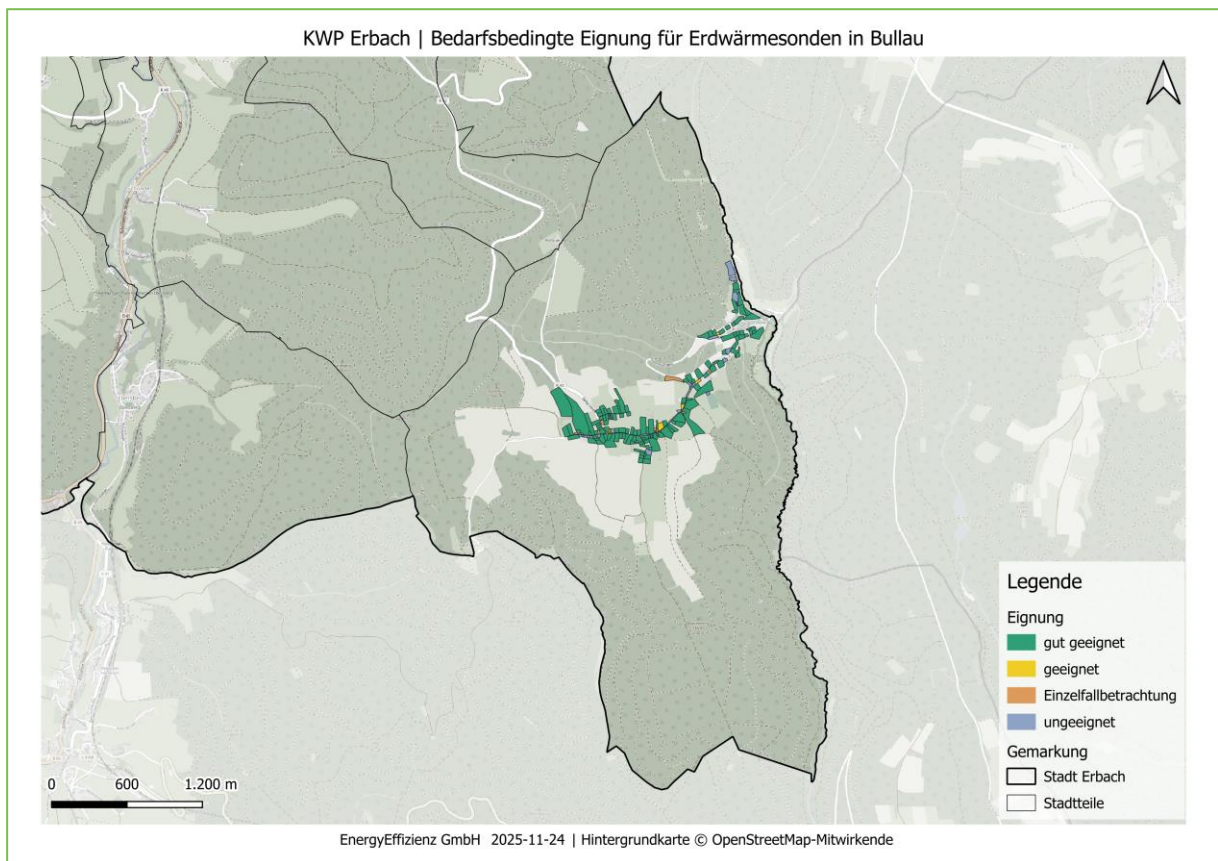 KWP Erbach | Bedarfsbedingte Eignung für Erdwärmesonden in Bullau
Legende
Eignung
gut geeignet
geeignet
Einzelfallbetrachtung
ungeeignet
Gemarkung
Stadt Erbach
Stadtteile
0 600 1.200 m
EnergyEffizienz GmbH 2025-11-24 | Hintergrundkarte © OpenStreetMap-Mitwirkende